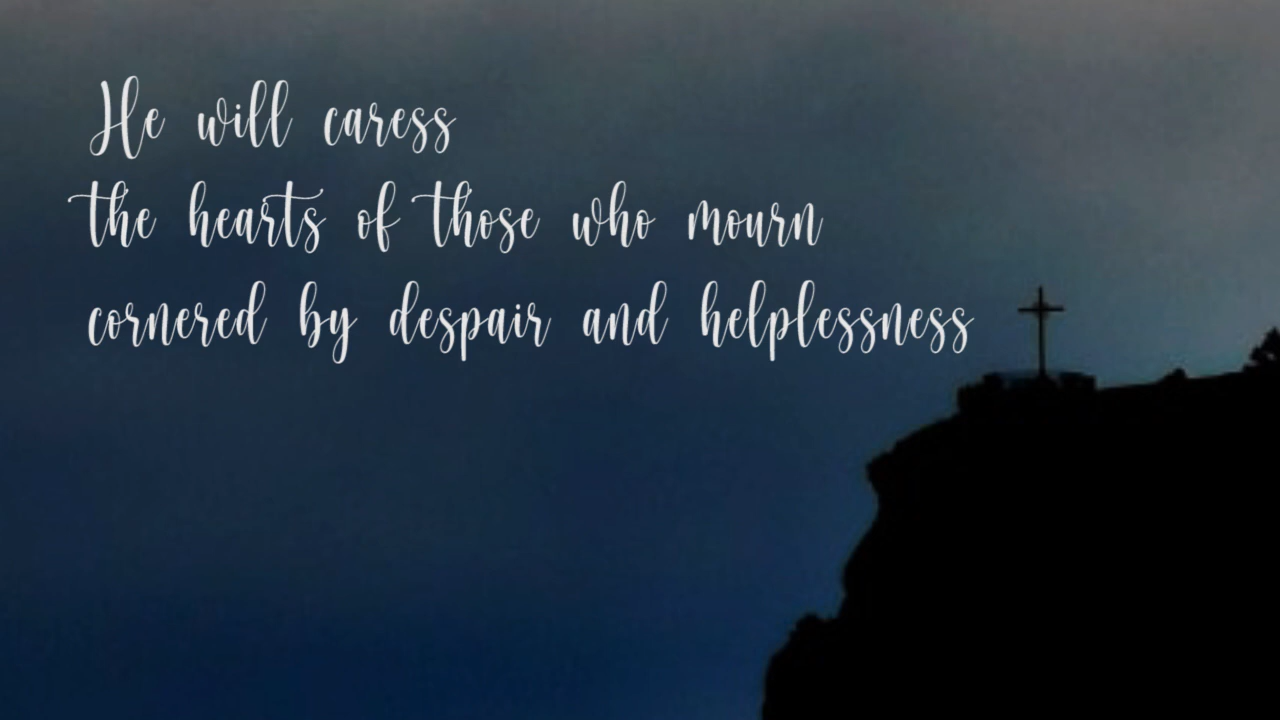 He will caress
the hearts of those who mourn
cornered by despair and helplessness